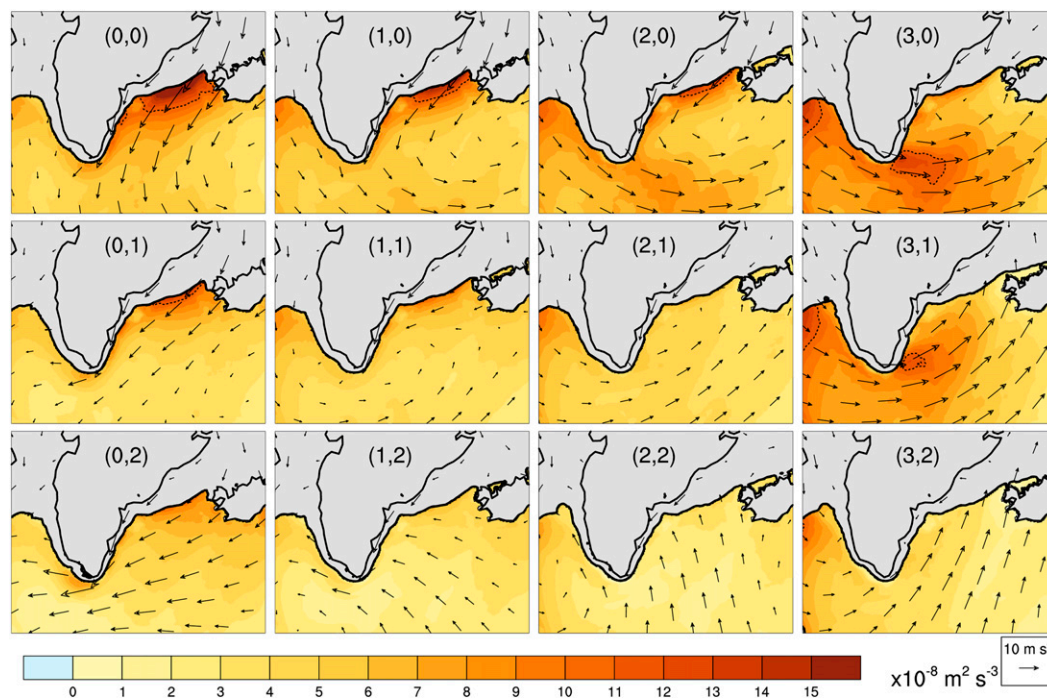 (0,0) (1,0) (2,0) (3,0)
(0,1) (1,1) (2,1) (3,1)
(0,2) (1,2) (2,2) (3,2)
10 m s
0 1 2 3 4 5 6 7 8 9 10 11 12 13 14 15
x10⁻⁸ m² s⁻³